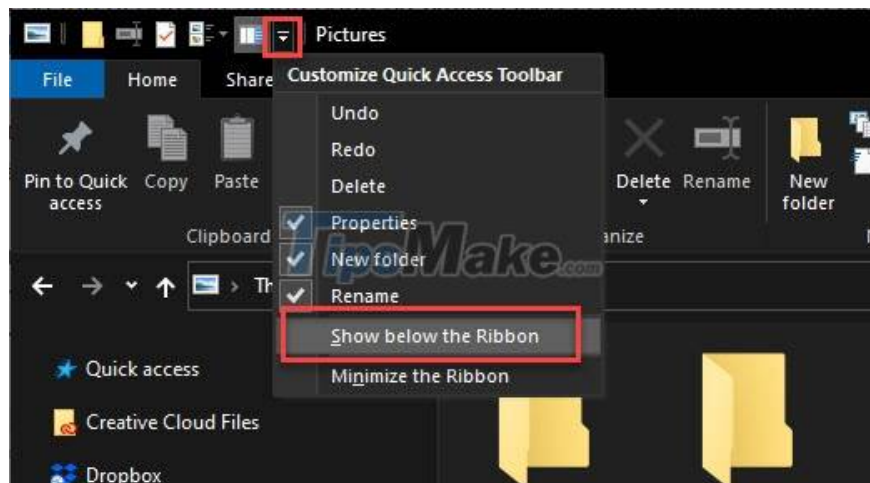 Pictures
File Home Share
Customize Quick Access Toolbar
Undo
Redo
Delete
Properties
New folder
Rename
Show below the Ribbon
Minimize the Ribbon
Pin to Quick access
Copy Paste
Delete Rename
New folder
Clipboard
anize
TipsMake.com
Th
Quick access
Creative Cloud Files
Dropbox